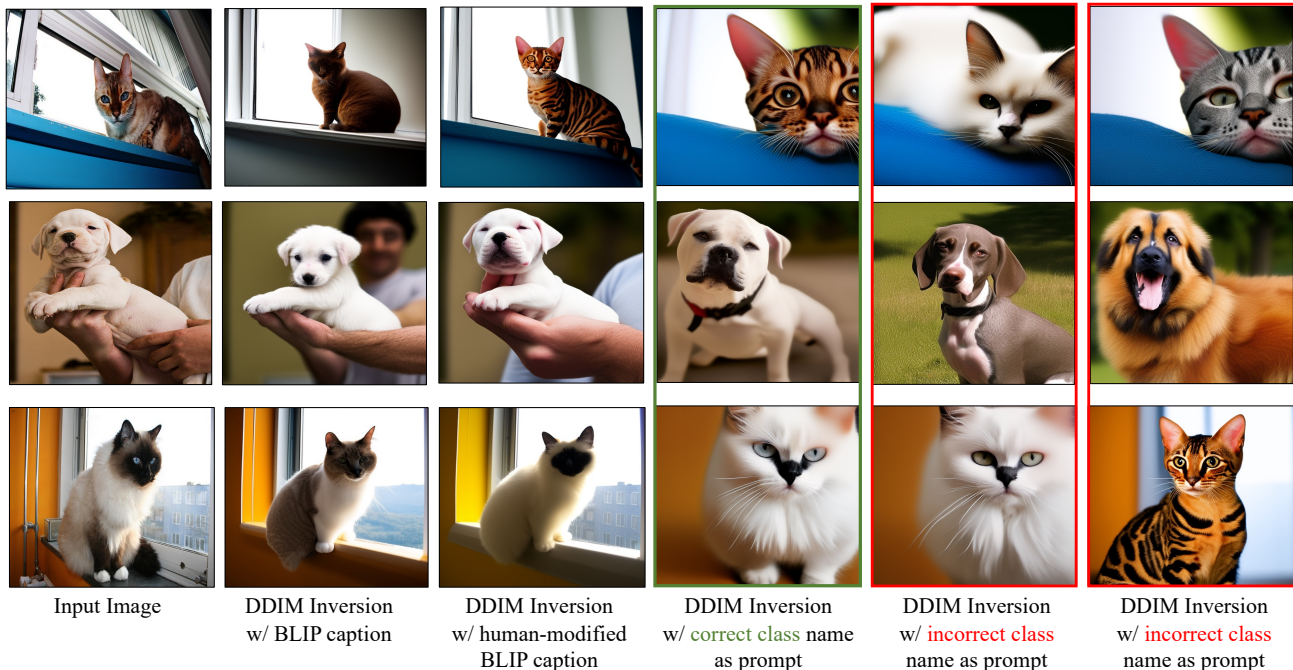 Input Image
DDIM Inversion
w/ BLIP caption
DDIM Inversion
w/ human-modified
BLIP caption
DDIM Inversion
w/ correct class name
as prompt
DDIM Inversion
w/ incorrect class
name as prompt
DDIM Inversion
w/ incorrect class
name as prompt